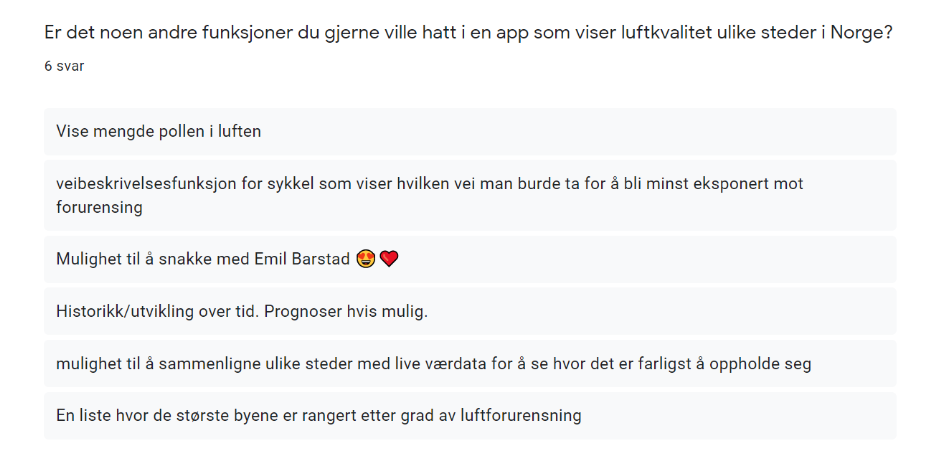 Er det noen andre funksjoner du gjerne ville hatt i en app som viser luftkvalitet ulike steder i Norge?
6 svar
Vise mengde pollen i luften
veibeskrivelsesfunksjon for sykkel som viser hvilken vei man burde ta for å bli minst eksponert mot
forurensing
Mulighet til å snakke med Emil Barstad 😍❤️
Historikk/utvikling over tid. Prognoser hvis mulig.
mulighet til å sammenligne ulike steder med live værdata for å se hvor det er farligst å oppholde seg
En liste hvor de største byene er rangert etter grad av luftforurensning